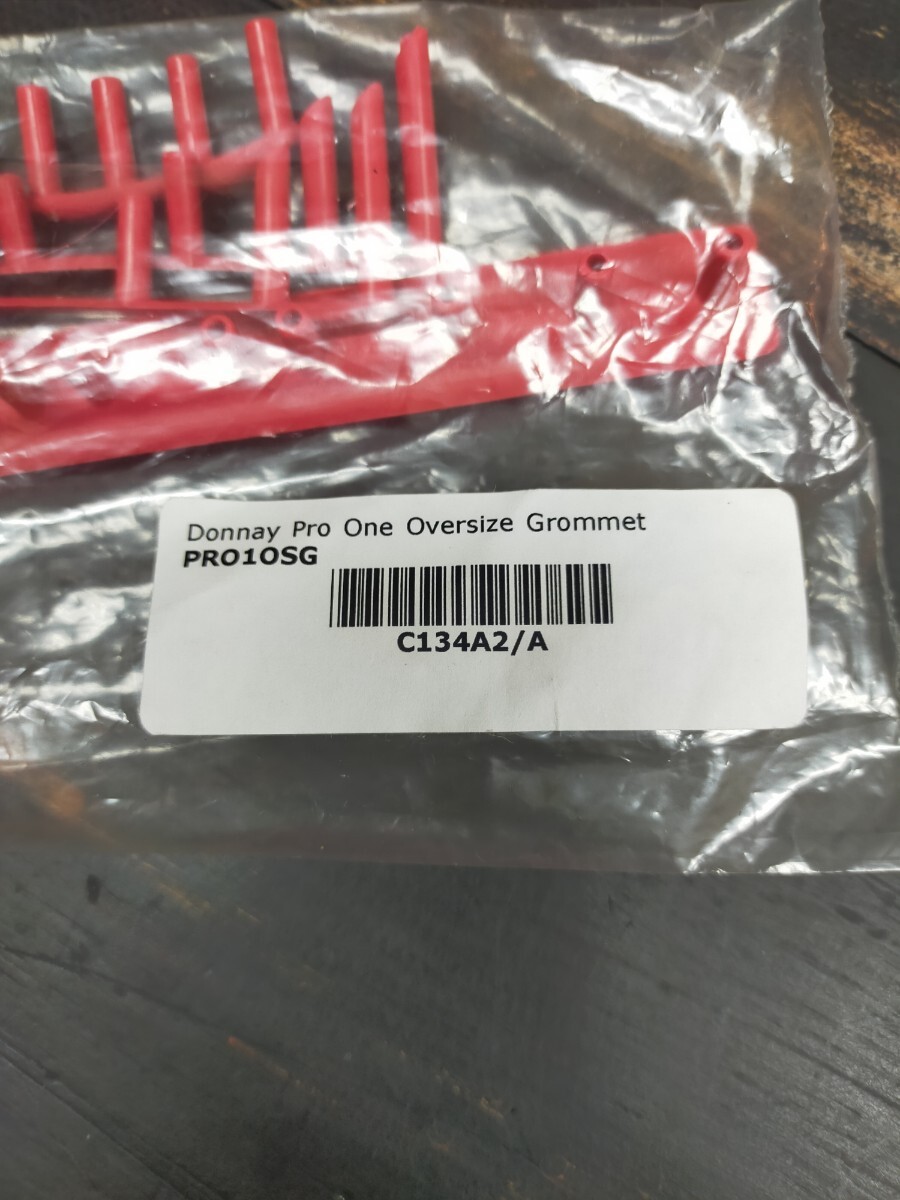 Donnay Pro One Oversize Grommet
PRO1OSG
C134A2/A